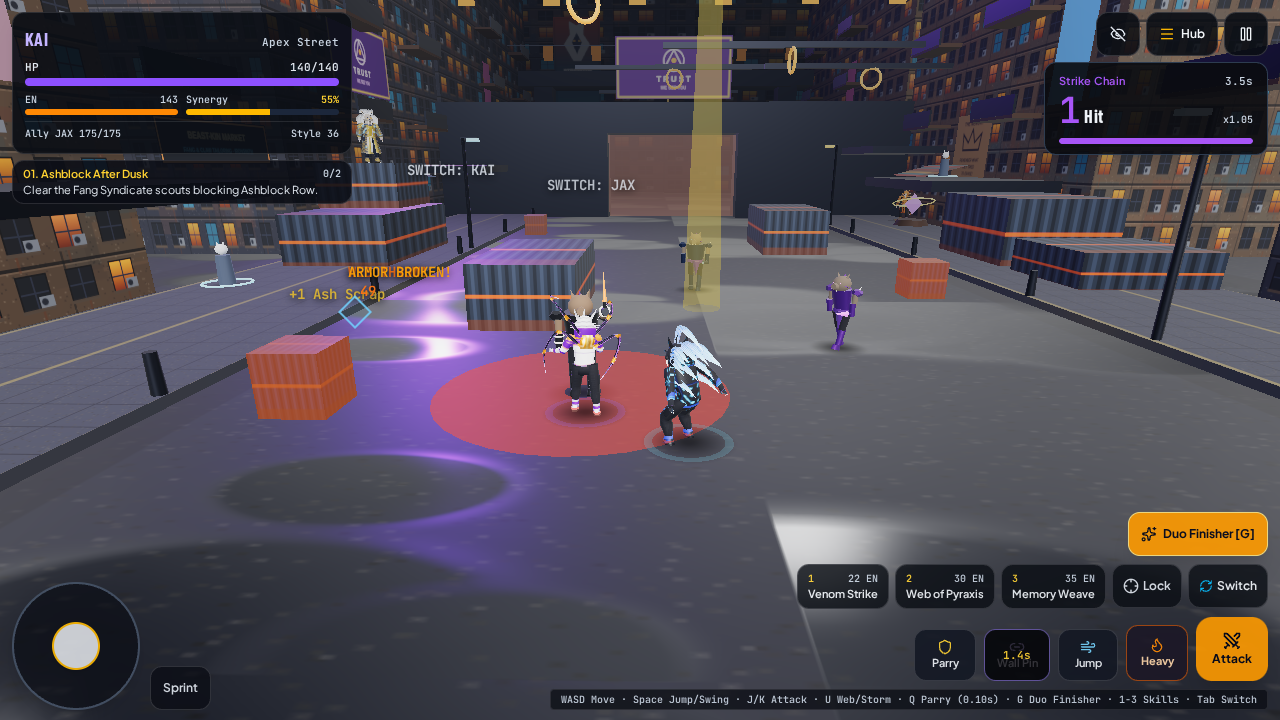 KAI
Apex Street
HP
140/140
EN
143
Synergy
55%
Ally JAX 175/175
Style 36
01. Ashblock After Dusk
0/2
Clear the Fang Syndicate scouts blocking Ashblock Row.
Hub
Strike Chain
3.5s
1 Hit
x1.05
TRUST
TRUST
SWITCH: KAI
SWITCH: JAX
ARMOR BROKEN!
+1 Ash Scrap
Duo Finisher [G]
1
22 EN
Venom Strike
2
30 EN
Web of Pyraxis
3
35 EN
Memory Weave
Lock
Switch
Parry
1.4s
Wall Pin
Jump
Heavy
Attack
Sprint
WASD Move · Space Jump/Swing · J/K Attack · U Web/Storm · Q Parry (0.10s) · G Duo Finisher · 1-3 Skills · Tab Switch